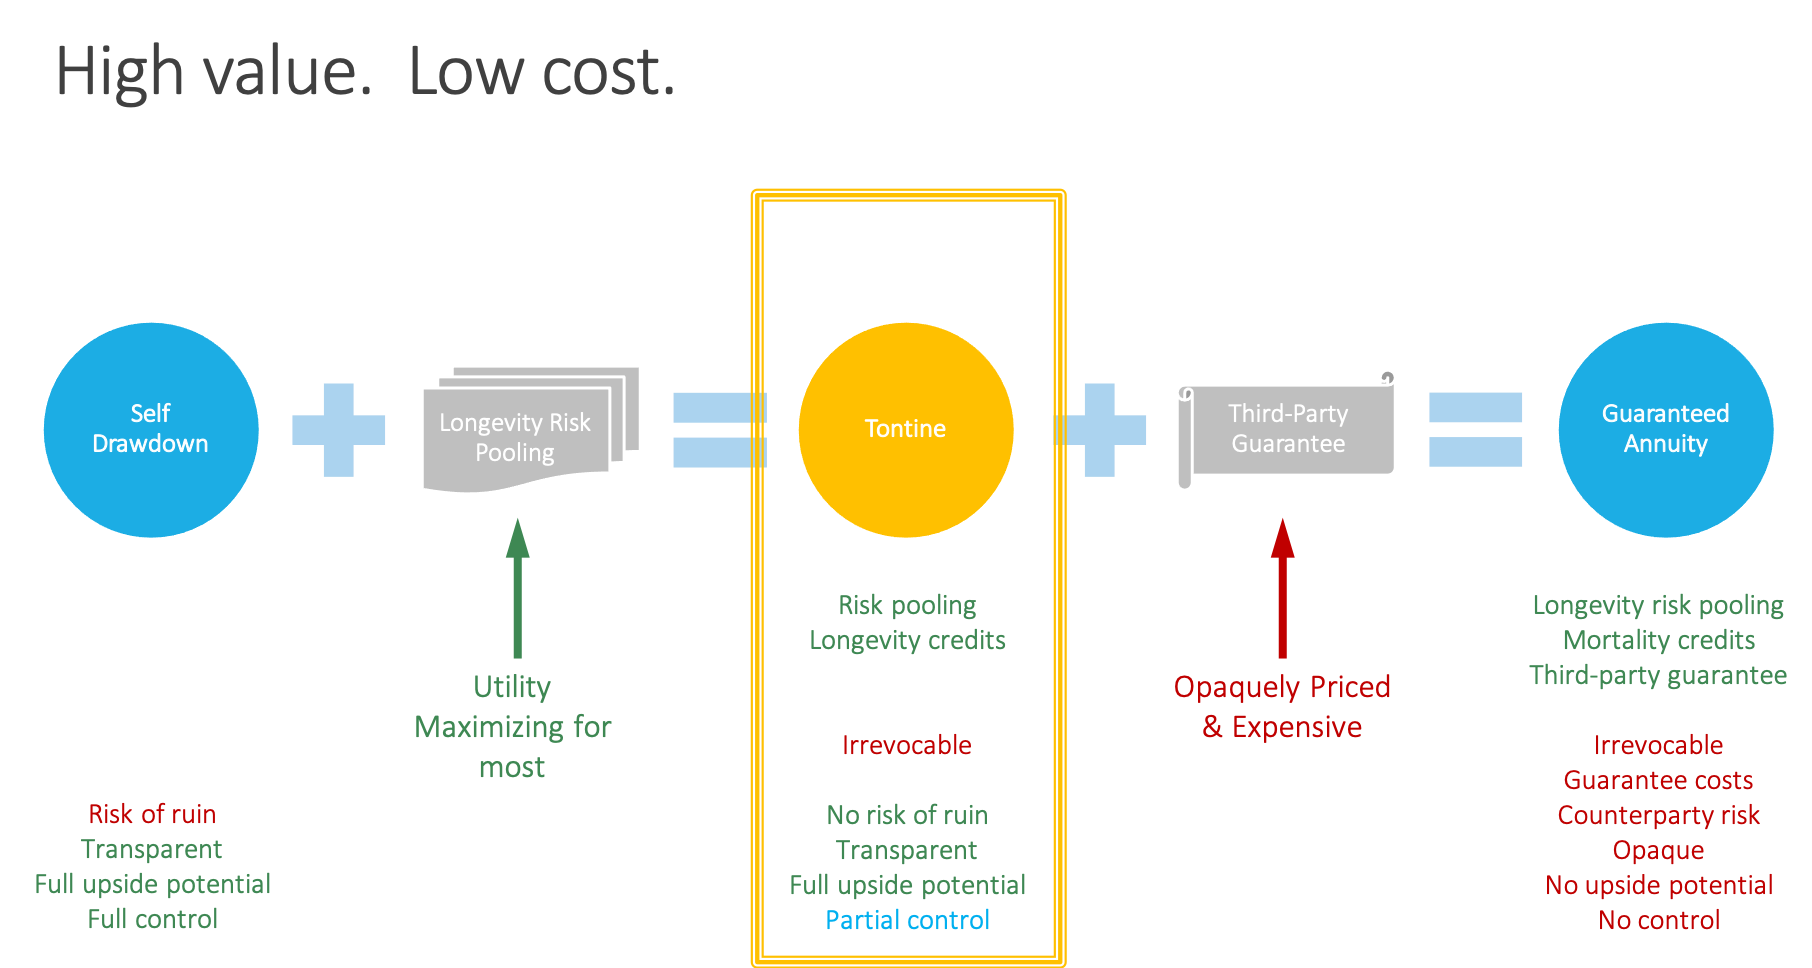 High value.  Low cost.
Self
Drawdown
Longevity Risk
Pooling
Tontine
Third-Party
Guarantee
Guaranteed
Annuity
Utility
Maximizing for
most
Opaquely Priced
& Expensive
Risk of ruin
Transparent
Full upside potential
Full control
Risk pooling
Longevity credits
Irrevocable
No risk of ruin
Transparent
Full upside potential
Partial control
Longevity risk pooling
Mortality credits
Third-party guarantee
Irrevocable
Guarantee costs
Counterparty risk
Opaque
No upside potential
No control